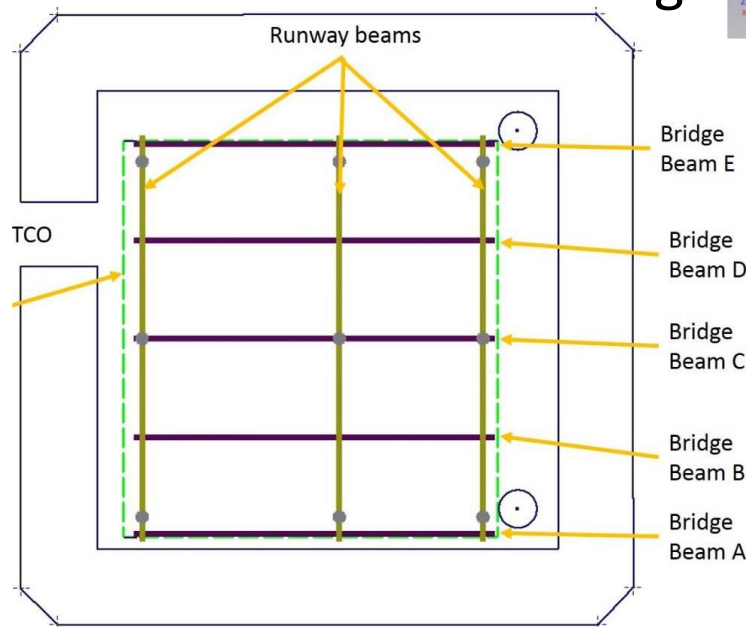 g
Runway beams
Bridge
Beam E
TCO
Bridge
Beam D
Bridge
Beam C
Bridge
Beam B
Bridge
Beam A